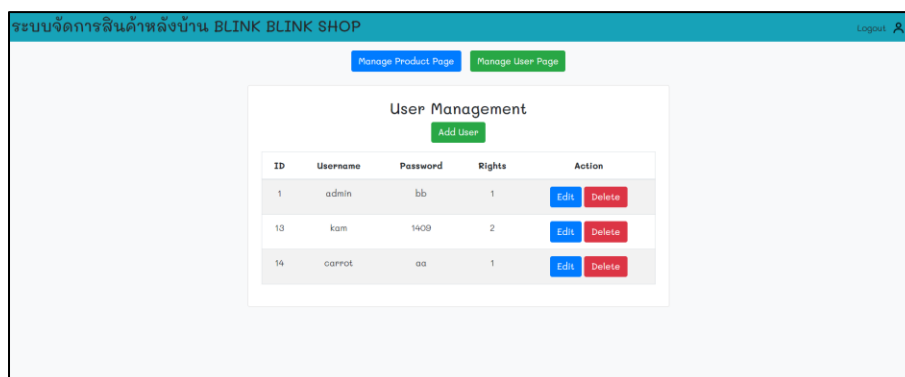 ระบบจัดการสินค้าหลังบ้าน BLINK BLINK SHOP Logout
Manage Product Page Manage User Page
User Management
Add User
ID Username Password Rights Action
1 admin bb 1 Edit Delete
13 kam 1409 2 Edit Delete
14 carrot aa 1 Edit Delete